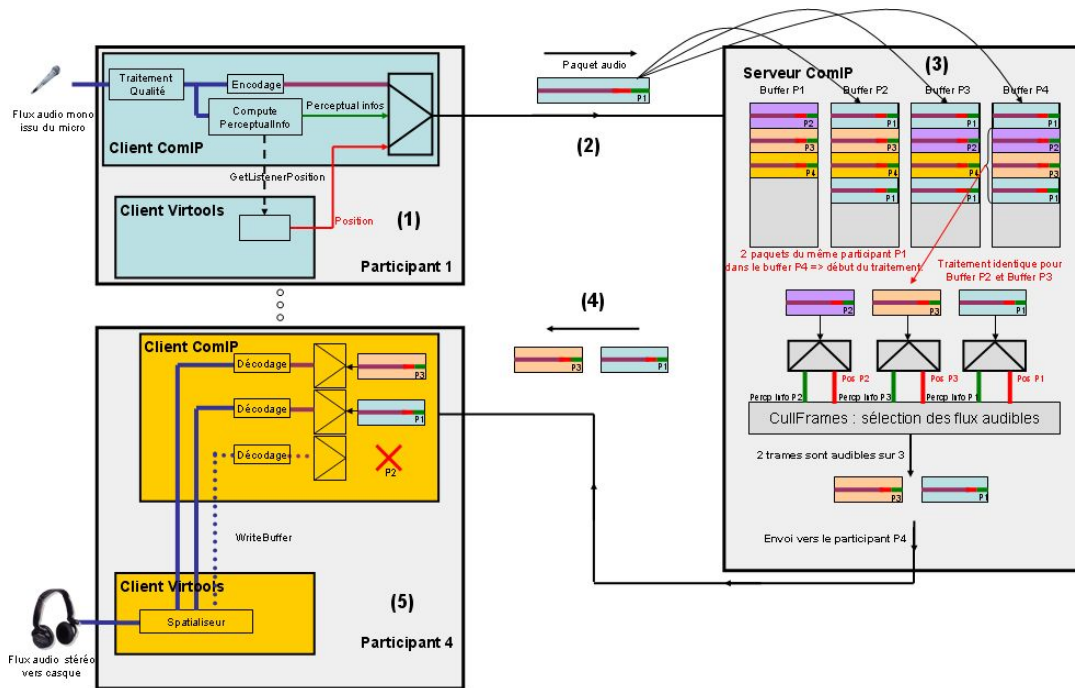 Flux audio mono
issu du micro
Traitement
Qualité
Encodage
Compute
PerceptualInfo
Perceptual infos
Client ComIP
GetListenerPosition
Client Virtools
Position
(1)
Participant 1
Paquet audio
P1
(2)
Serveur ComIP
(3)
Buffer P1
Buffer P2
Buffer P3
Buffer P4
P2
P1
P1
P1
P3
P3
P2
P2
P4
P4
P4
P3
P1
P1
P1
2 paquets du même participant P1
dans le buffer P4 => début du traitement.
Traitement identique pour
Buffer P2 et Buffer P3
P2
P3
P1
Pos P2
Pos P3
Pos P1
Percp Info P2
Percp Info P3
Percp Info P1
CullFrames : sélection des flux audibles
2 trames sont audibles sur 3
P3
P1
Envoi vers le participant P4
(4)
P3
P1
Client ComIP
Décodage
P3
Décodage
P1
Décodage
P2
WriteBuffer
Client Virtools
Spatialiseur
(5)
Participant 4
Flux audio stéréo
vers casque